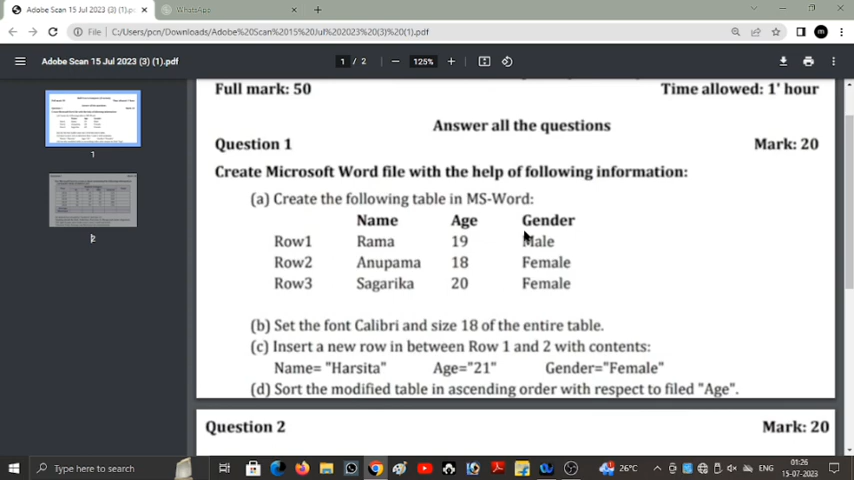 Adobe Scan 15 Jul 2023 (3) (1).pdf
WhatsApp
File
C:/Users/pcn/Downloads/Adobe%20Scan%2015%20Jul%202023%20(3)%20(1).pdf
Adobe Scan 15 Jul 2023 (3) (1).pdf
1 / 2
125%
Full mark: 50 Time allowed: 1' hour
Answer all the questions
Question 1 Mark: 20
Create Microsoft Word file with the help of following information:
(a) Create the following table in MS-Word:
Name Age Gender
Row1 Rama 19 Male
Row2 Anupama 18 Female
Row3 Sagarika 20 Female
(b) Set the font Calibri and size 18 of the entire table.
(c) Insert a new row in between Row 1 and 2 with contents:
Name= "Harsita" Age="21" Gender="Female"
(d) Sort the modified table in ascending order with respect to filed "Age".
Question 2 Mark: 20
1
2
Type here to search
26°C
ENG
01:26
15-07-2023